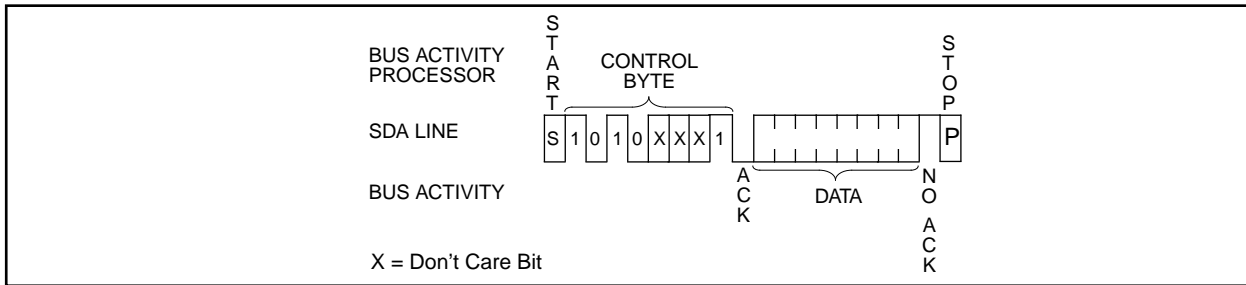 START
BUS ACTIVITY
PROCESSOR
CONTROL
BYTE
STOP
SDA LINE
S 1 0 1 0 X X X 1 P
BUS ACTIVITY
ACK
DATA
NO ACK
X = Don't Care Bit